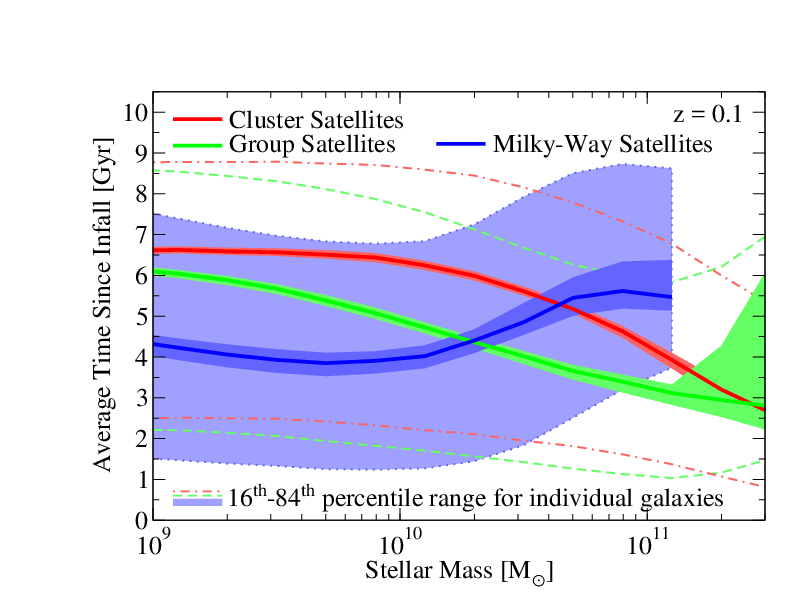 z = 0.1
Cluster Satellites
Group Satellites
Milky-Way Satellites
Average Time Since Infall [Gyr]
10
9
8
7
6
5
4
3
2
1
0
16th-84th percentile range for individual galaxies
10^9
10^10
10^11
Stellar Mass [M⊙]